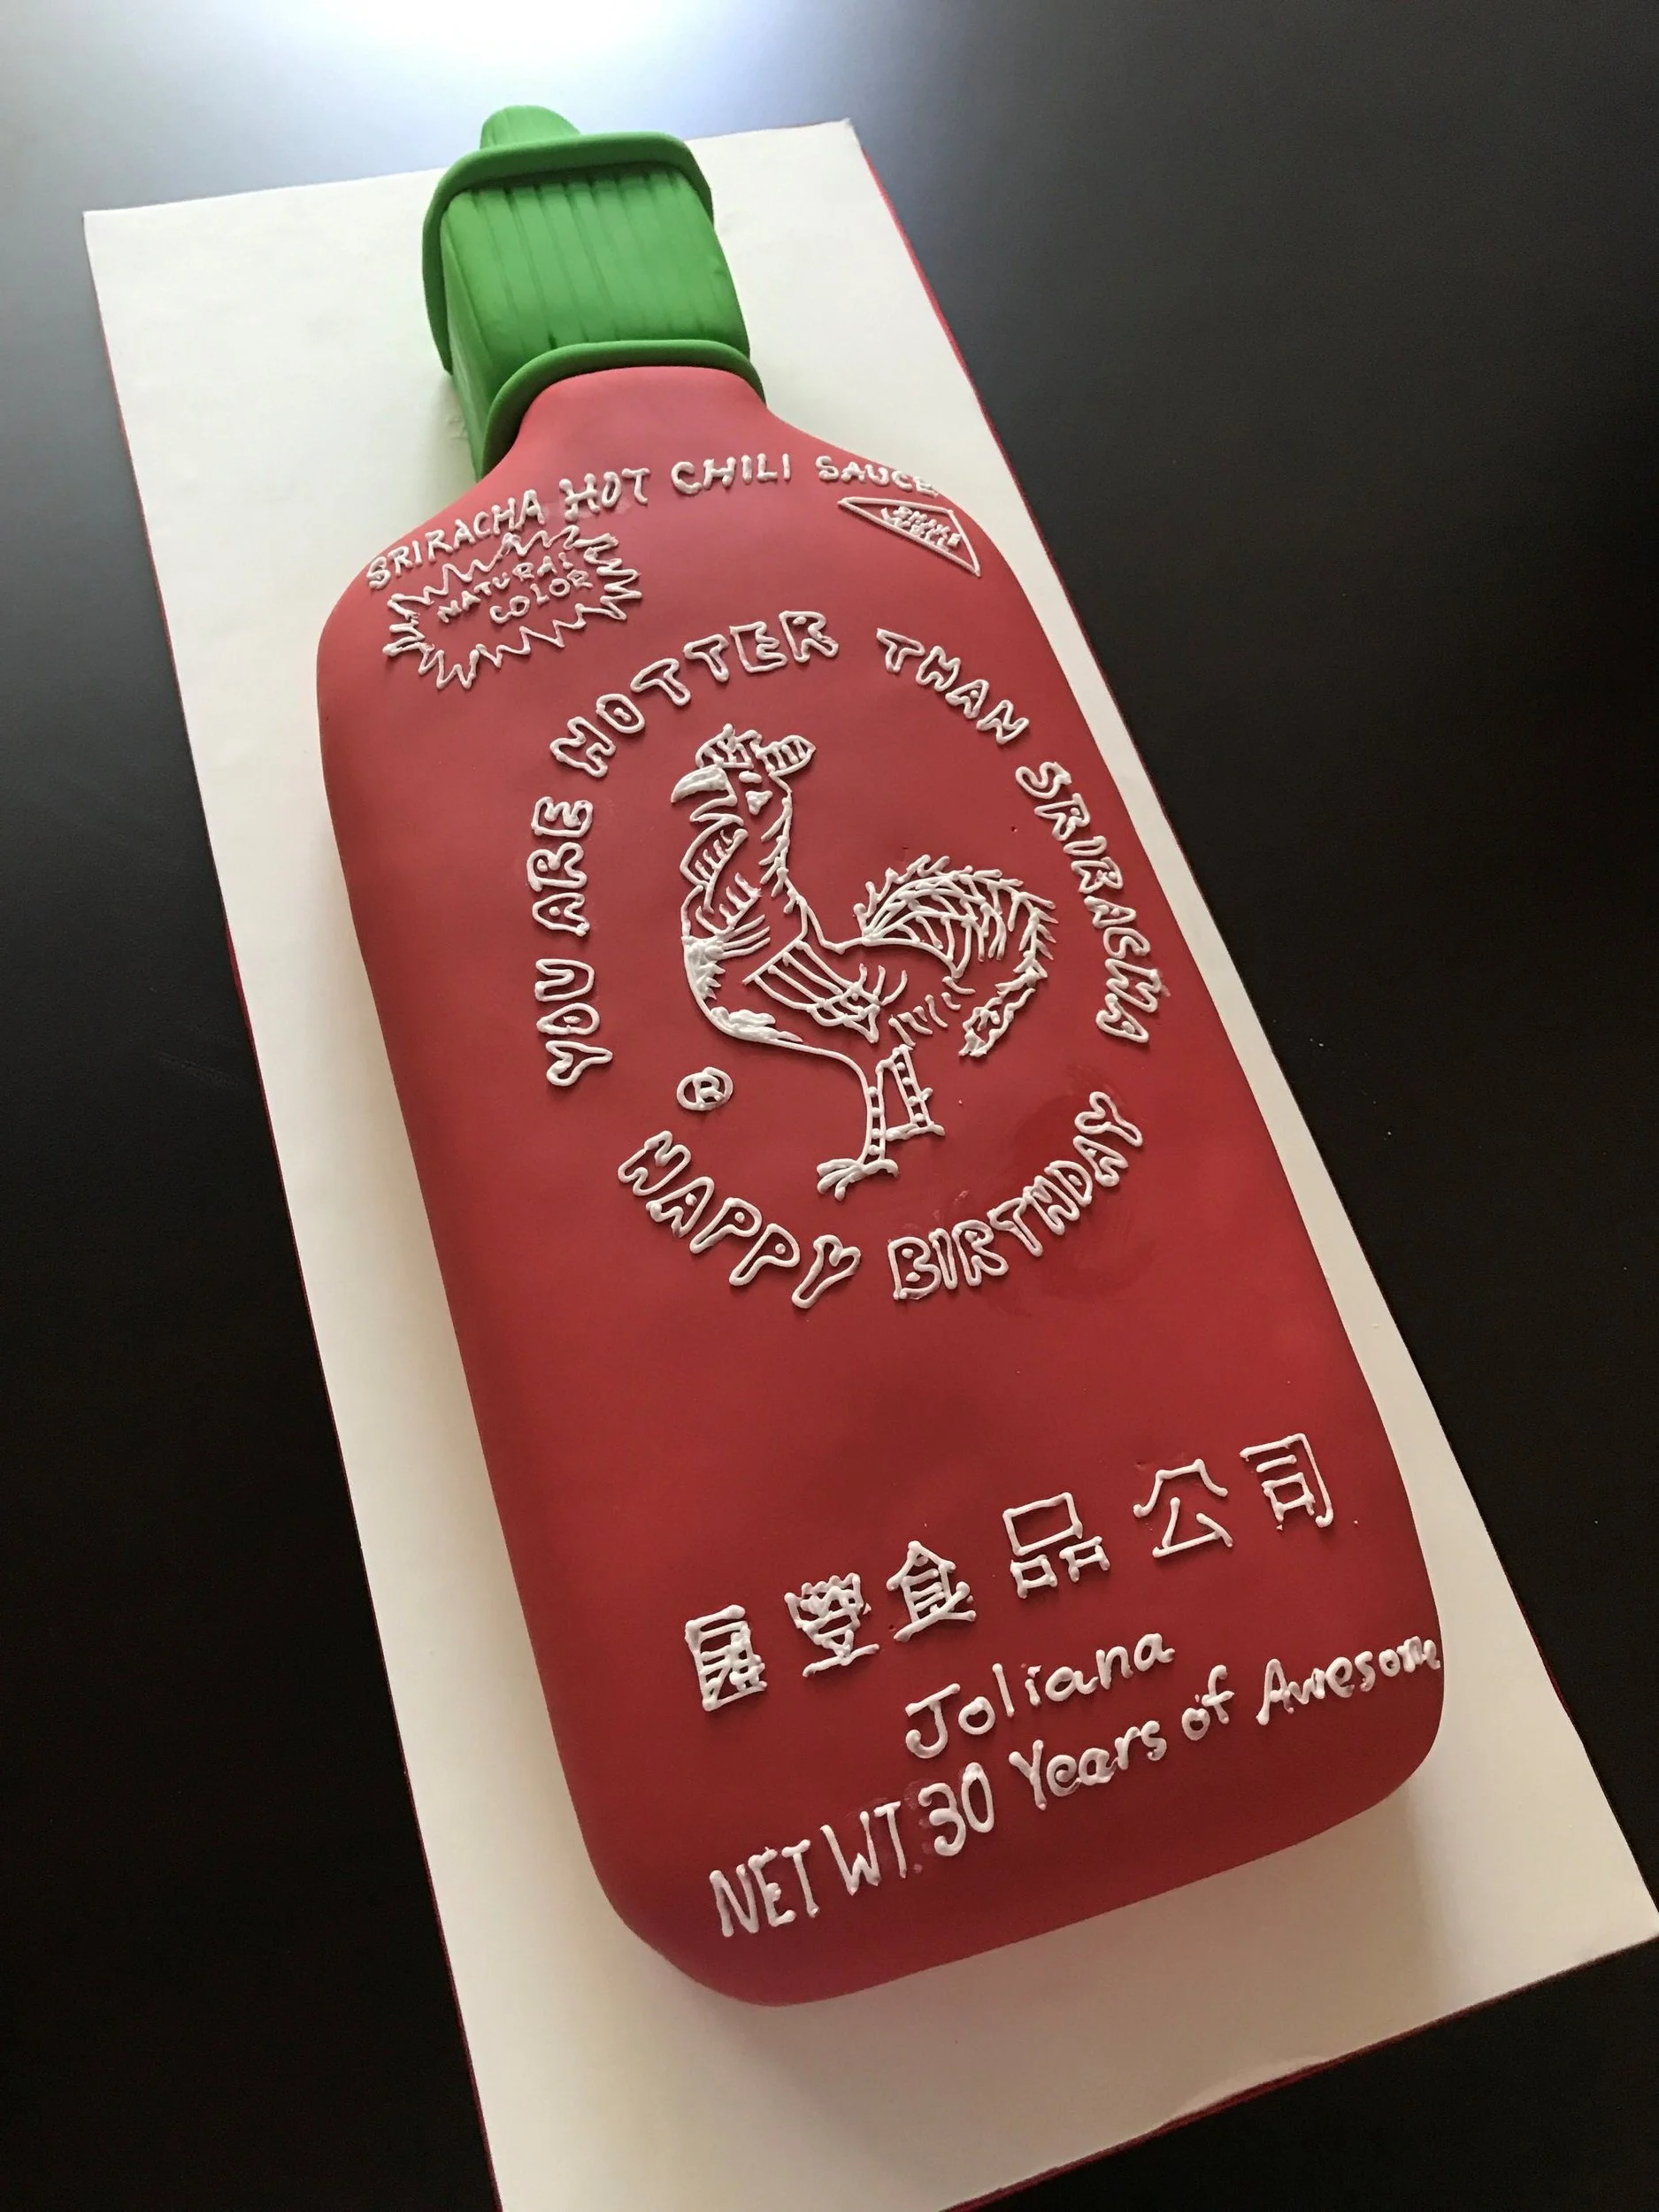 SRIRACHA HOT CHILI SAUCE
NATURAL
COLOR
YOU ARE HOTTER THAN SRIRACHA
®
HAPPY BIRTHDAY
食品公司
Joliana
NET WT. 30 Years of Awesome